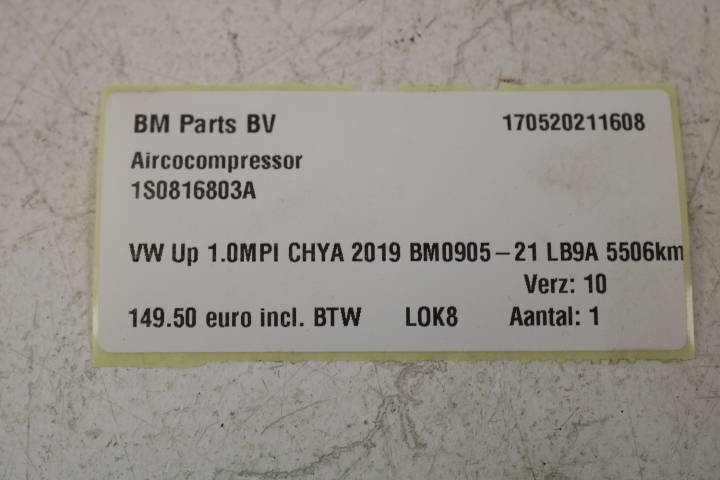 BM Parts BV 170520211608
Aircocompressor
1S0816803A
VW Up 1.0MPI CHYA 2019 BM0905-21 LB9A 5506km
Verz: 10
149.50 euro incl. BTW LOK8 Aantal: 1